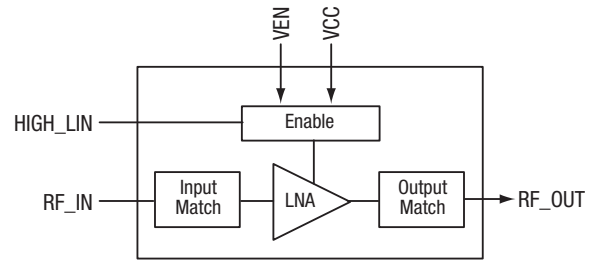 VEN
VCC
HIGH_LIN
Enable
RF_IN
Input
Match
LNA
Output
Match
RF_OUT